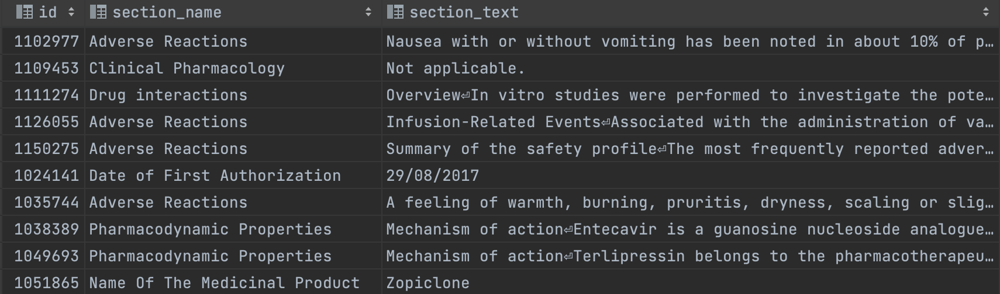 id section_name section_text
1102977 Adverse Reactions Nausea with or without vomiting has been noted in about 10% of p…
1109453 Clinical Pharmacology Not applicable.
1111274 Drug interactions Overview⏎In vitro studies were performed to investigate the pote…
1126055 Adverse Reactions Infusion-Related Events⏎Associated with the administration of va…
1150275 Adverse Reactions Summary of the safety profile⏎The most frequently reported adver…
1024141 Date of First Authorization 29/08/2017
1035744 Adverse Reactions A feeling of warmth, burning, pruritis, dryness, scaling or slig…
1038389 Pharmacodynamic Properties Mechanism of action⏎Entecavir is a guanosine nucleoside analogue…
1049693 Pharmacodynamic Properties Mechanism of action⏎Terlipressin belongs to the pharmacotherapeu…
1051865 Name Of The Medicinal Product Zopiclone